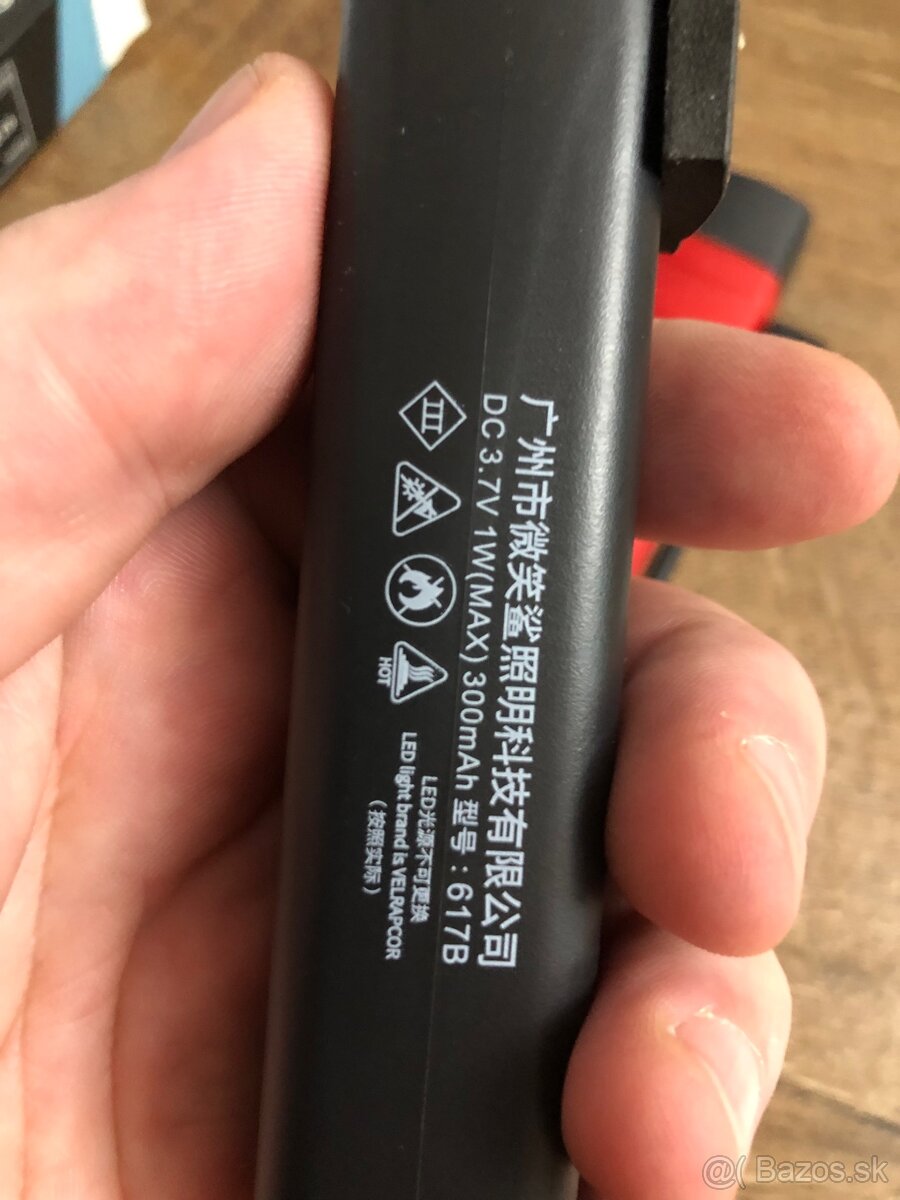 广州市微笑鲨照明科技有限公司
DC 3.7V 1W(MAX) 300mAh 型号：617B
III
HOT
LED光源不可更换
LED light brand is VELRAPCOR
（按照实际）
@( Bazos.sk